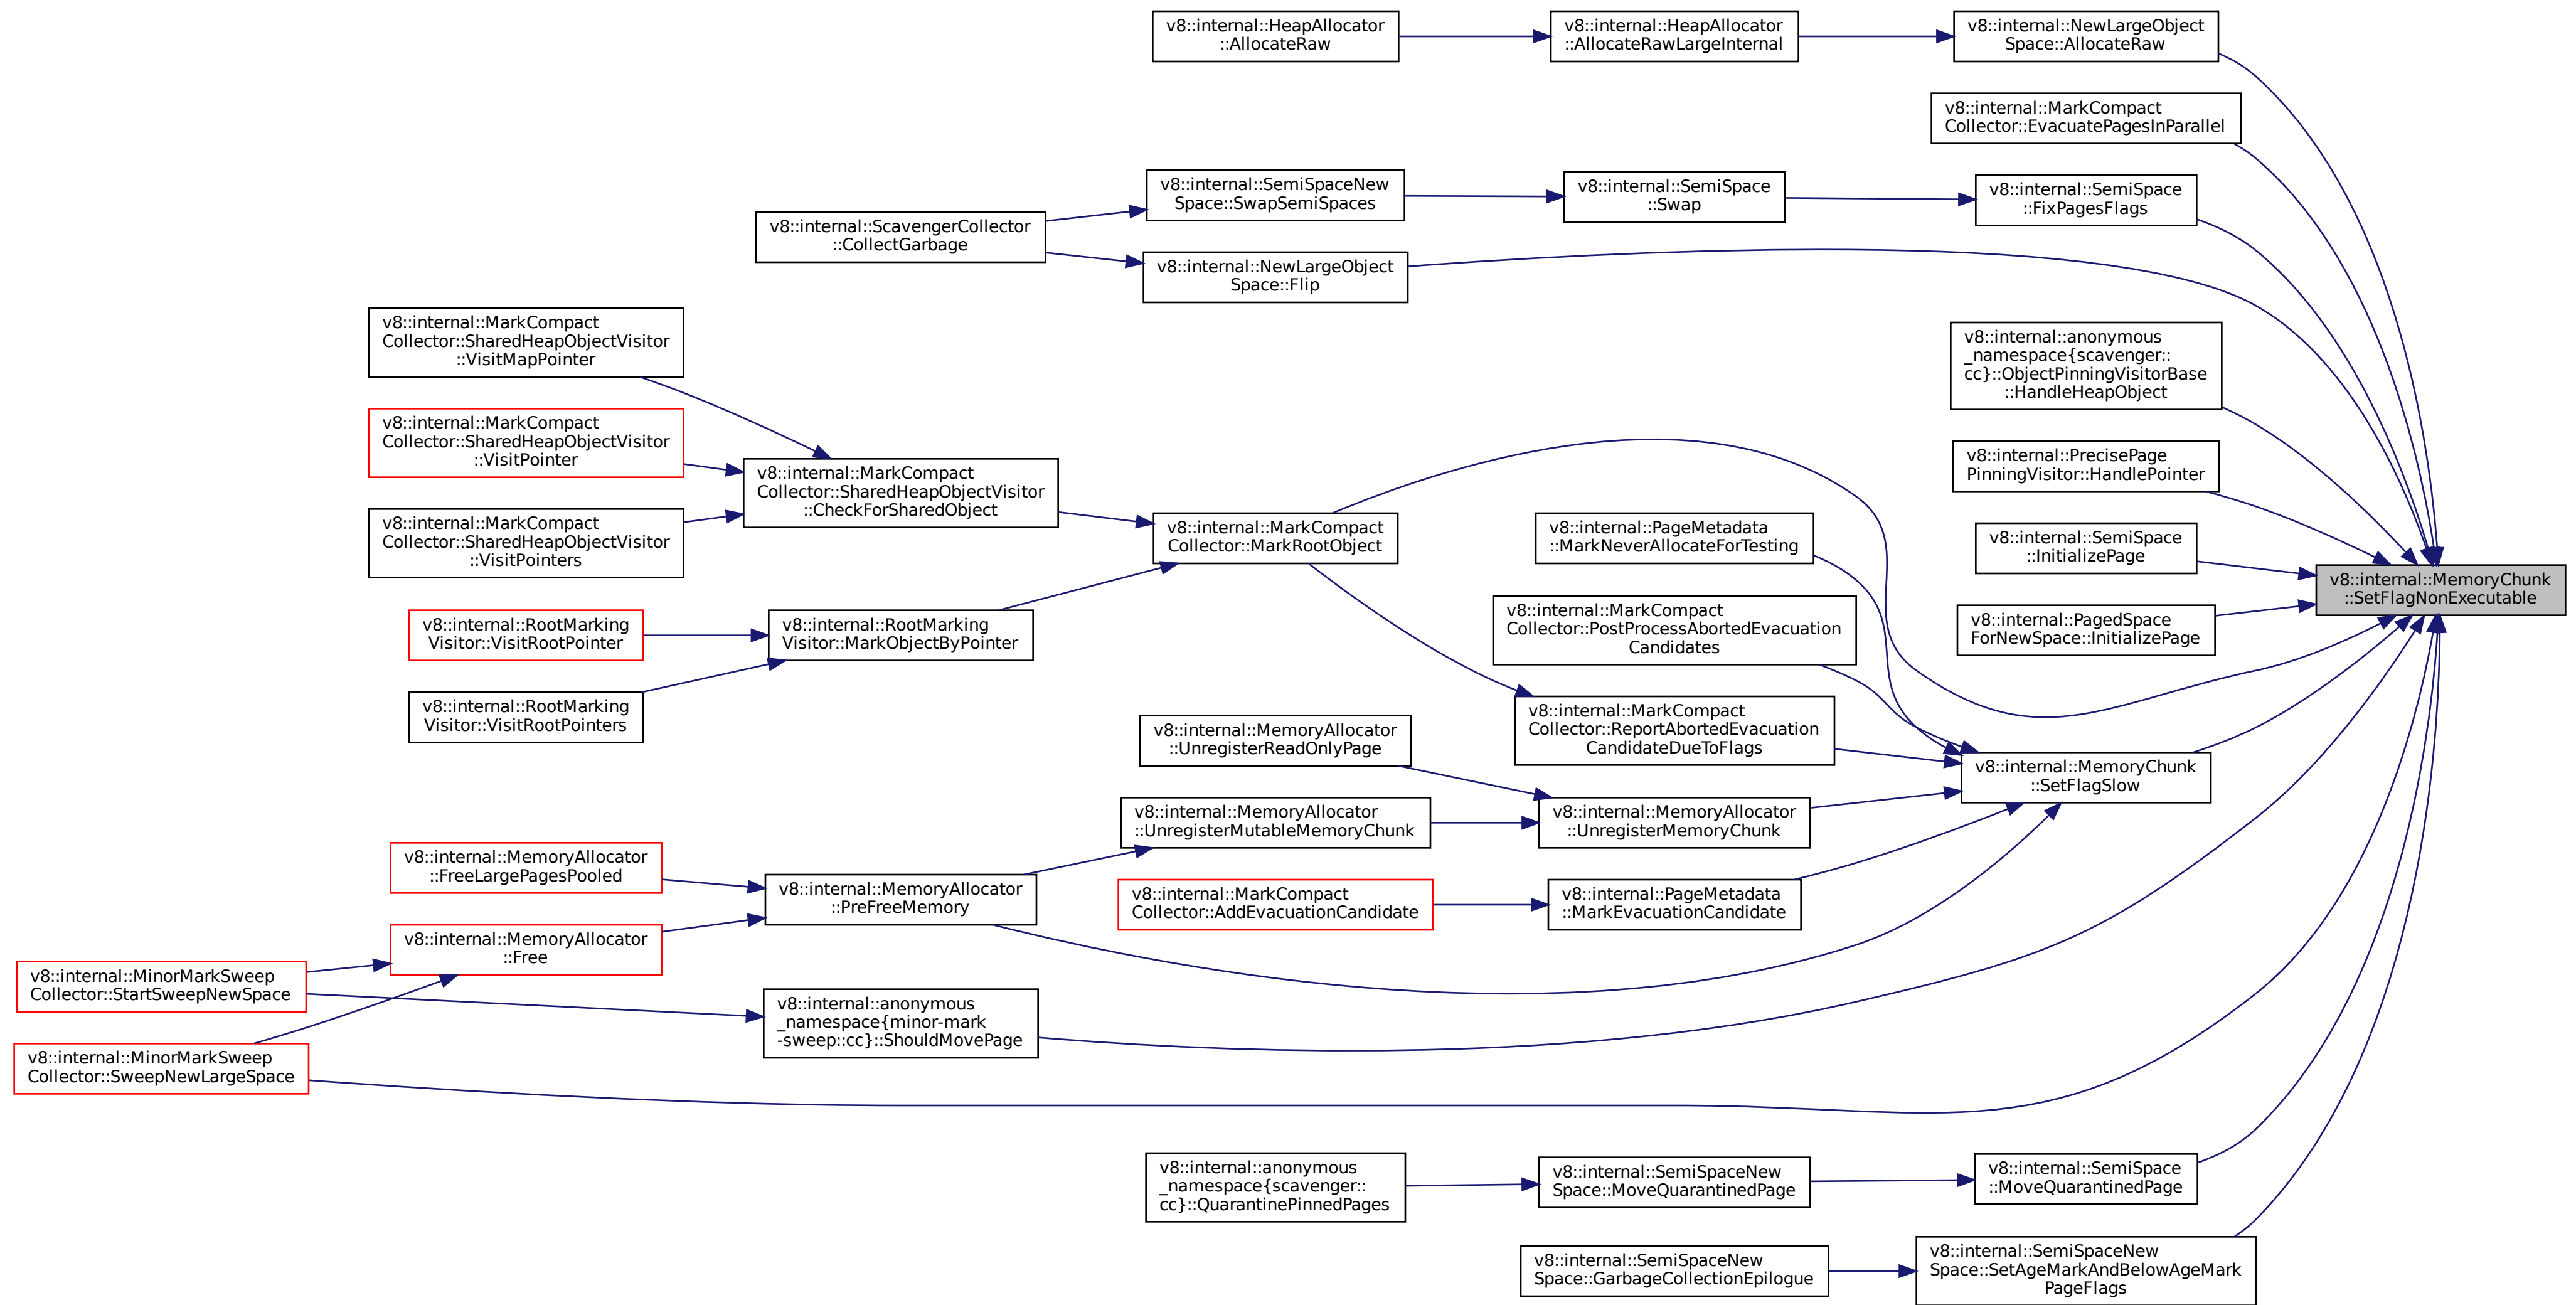 v8::internal::HeapAllocator
::AllocateRaw
v8::internal::HeapAllocator
::AllocateRawLargeInternal
v8::internal::NewLargeObject
Space::AllocateRaw
v8::internal::MarkCompact
Collector::EvacuatePagesInParallel
v8::internal::SemiSpaceNew
Space::SwapSemiSpaces
v8::internal::SemiSpace
::Swap
v8::internal::SemiSpace
::FixPagesFlags
v8::internal::ScavengerCollector
::CollectGarbage
v8::internal::NewLargeObject
Space::Flip
v8::internal::MarkCompact
Collector::SharedHeapObjectVisitor
::VisitMapPointer
v8::internal::anonymous
_namespace{scavenger::
cc}::ObjectPinningVisitorBase
::HandleHeapObject
v8::internal::MarkCompact
Collector::SharedHeapObjectVisitor
::VisitPointer
v8::internal::MarkCompact
Collector::SharedHeapObjectVisitor
::CheckForSharedObject
v8::internal::PrecisePage
PinningVisitor::HandlePointer
v8::internal::MarkCompact
Collector::SharedHeapObjectVisitor
::VisitPointers
v8::internal::MarkCompact
Collector::MarkRootObject
v8::internal::PageMetadata
::MarkNeverAllocateForTesting
v8::internal::SemiSpace
::InitializePage
v8::internal::MemoryChunk
::SetFlagNonExecutable
v8::internal::RootMarking
Visitor::VisitRootPointer
v8::internal::RootMarking
Visitor::MarkObjectByPointer
v8::internal::MarkCompact
Collector::PostProcessAbortedEvacuation
Candidates
v8::internal::PagedSpace
ForNewSpace::InitializePage
v8::internal::RootMarking
Visitor::VisitRootPointers
v8::internal::MemoryAllocator
::UnregisterReadOnlyPage
v8::internal::MarkCompact
Collector::ReportAbortedEvacuation
CandidateDueToFlags
v8::internal::MemoryChunk
::SetFlagSlow
v8::internal::MemoryAllocator
::UnregisterMutableMemoryChunk
v8::internal::MemoryAllocator
::UnregisterMemoryChunk
v8::internal::MemoryAllocator
::FreeLargePagesPooled
v8::internal::MemoryAllocator
::PreFreeMemory
v8::internal::MarkCompact
Collector::AddEvacuationCandidate
v8::internal::PageMetadata
::MarkEvacuationCandidate
v8::internal::MemoryAllocator
::Free
v8::internal::MinorMarkSweep
Collector::StartSweepNewSpace
v8::internal::anonymous
_namespace{minor-mark
-sweep::cc}::ShouldMovePage
v8::internal::MinorMarkSweep
Collector::SweepNewLargeSpace
v8::internal::anonymous
_namespace{scavenger::
cc}::QuarantinePinnedPages
v8::internal::SemiSpaceNew
Space::MoveQuarantinedPage
v8::internal::SemiSpace
::MoveQuarantinedPage
v8::internal::SemiSpaceNew
Space::GarbageCollectionEpilogue
v8::internal::SemiSpaceNew
Space::SetAgeMarkAndBelowAgeMark
PageFlags